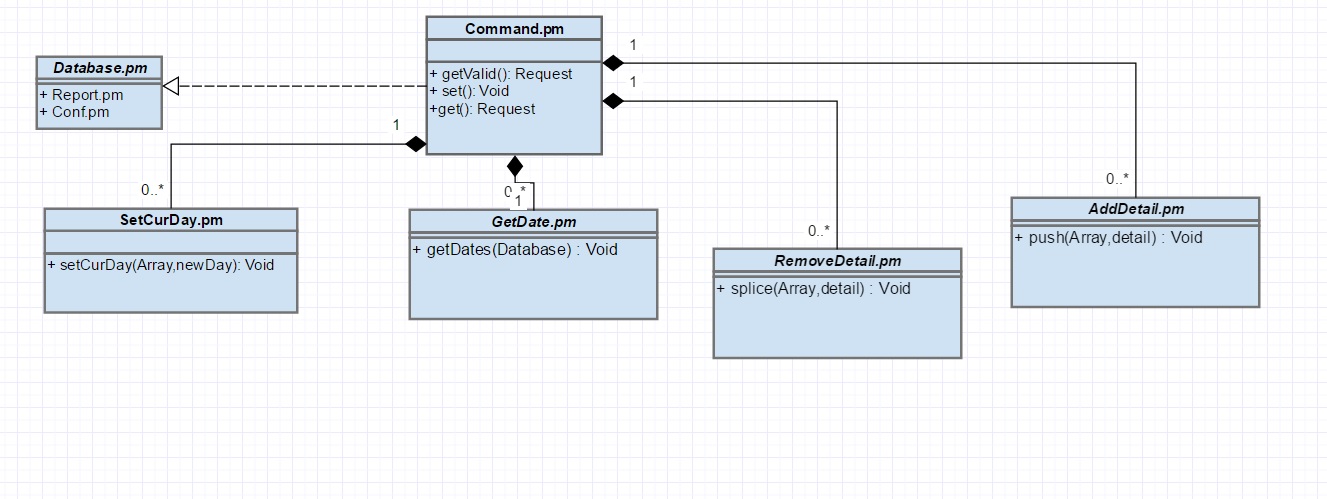 Command.pm
+ getValid(): Request
+ set(): Void
+get(): Request
Database.pm
+ Report.pm
+ Conf.pm
1
1
1
0..*
0..*
1
0..*
0..*
SetCurDay.pm
+ setCurDay(Array,newDay): Void
GetDate.pm
+ getDates(Database) : Void
RemoveDetail.pm
+ splice(Array,detail) : Void
AddDetail.pm
+ push(Array,detail) : Void